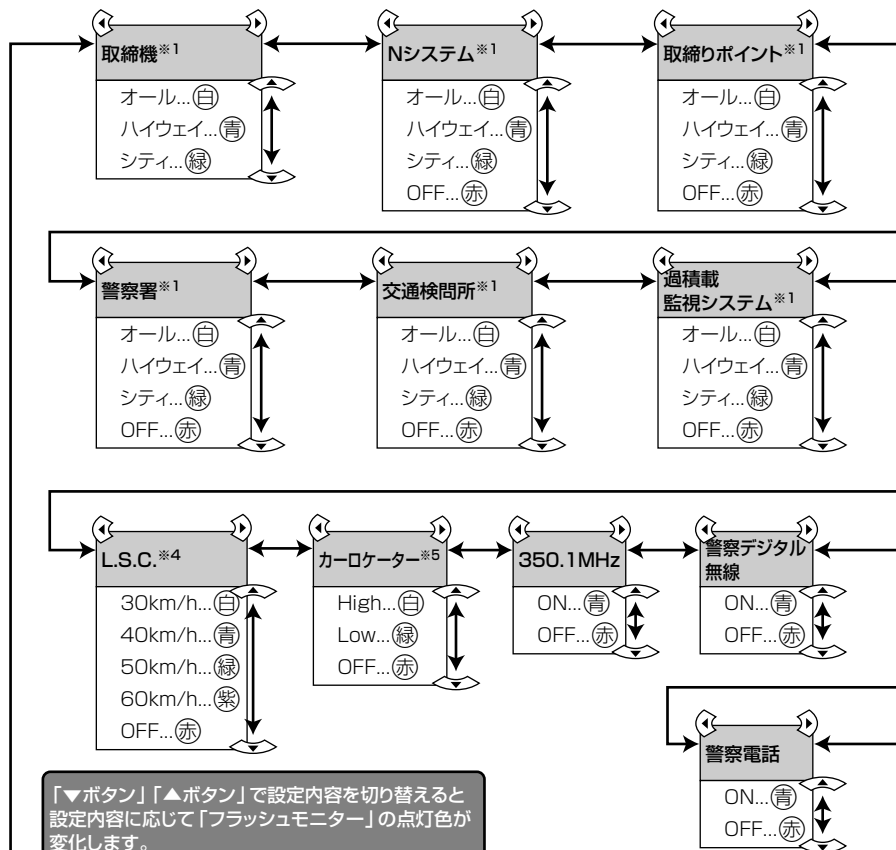 取締機※1
オール...白
ハイウェイ...青
シティ...緑
Nシステム※1
オール...白
ハイウェイ...青
シティ...緑
OFF...赤
取締りポイント※1
オール...白
ハイウェイ...青
シティ...緑
OFF...赤
警察署※1
オール...白
ハイウェイ...青
シティ...緑
OFF...赤
交通検問所※1
オール...白
ハイウェイ...青
シティ...緑
OFF...赤
過積載
監視システム※1
オール...白
ハイウェイ...青
シティ...緑
OFF...赤
L.S.C.※4
30km/h...白
40km/h...青
50km/h...緑
60km/h...紫
OFF...赤
カーロケーター※5
High...白
Low...緑
OFF...赤
350.1MHz
ON...青
OFF...赤
警察デジタル
無線
ON...青
OFF...赤
警察電話
ON...青
OFF...赤
「▼ボタン」「▲ボタン」で設定内容を切り替えると
設定内容に応じて「フラッシュモニター」の点灯色が
変化します。